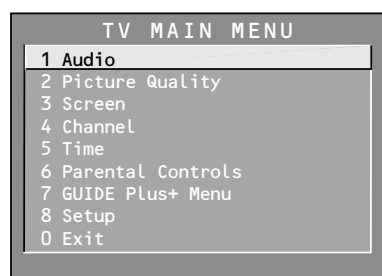 TV MAIN MENU
1 Audio
2 Picture Quality
3 Screen
4 Channel
5 Time
6 Parental Controls
7 GUIDE Plus+ Menu
8 Setup
0 Exit